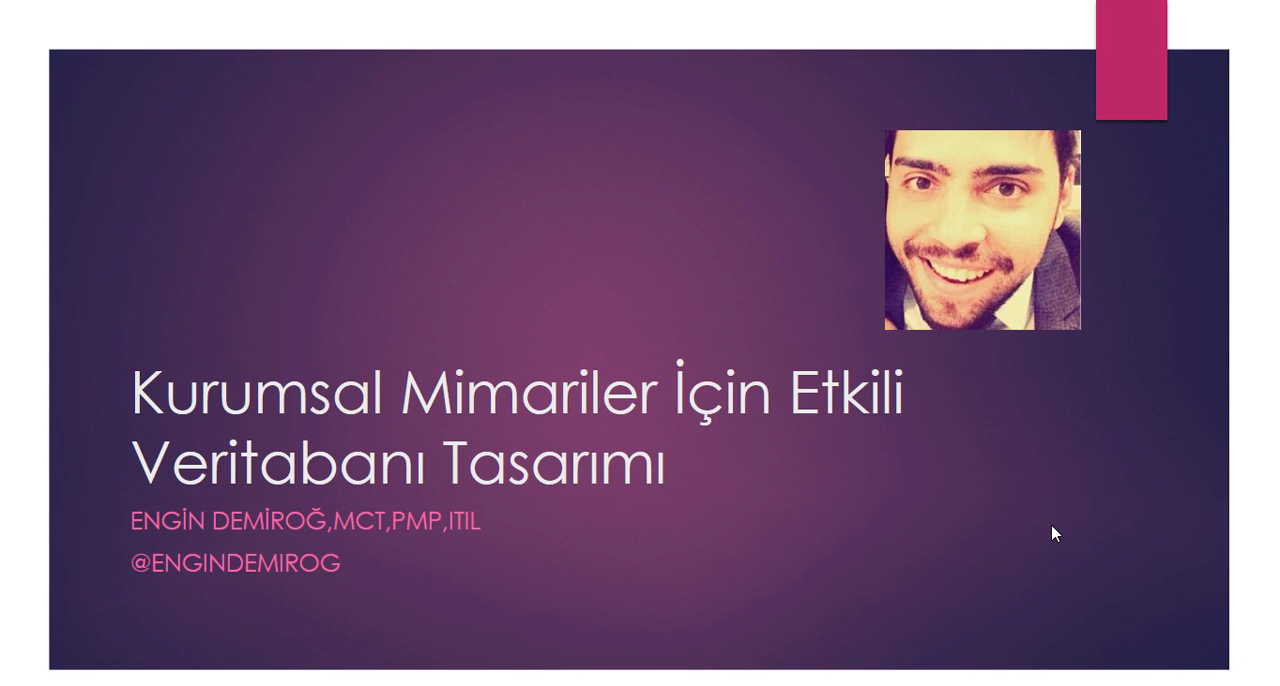 Kurumsal Mimariler İçin Etkili
Veritabanı Tasarımı
ENGİN DEMİROĞ,MCT,PMP,ITIL
@ENGINDEMIROG